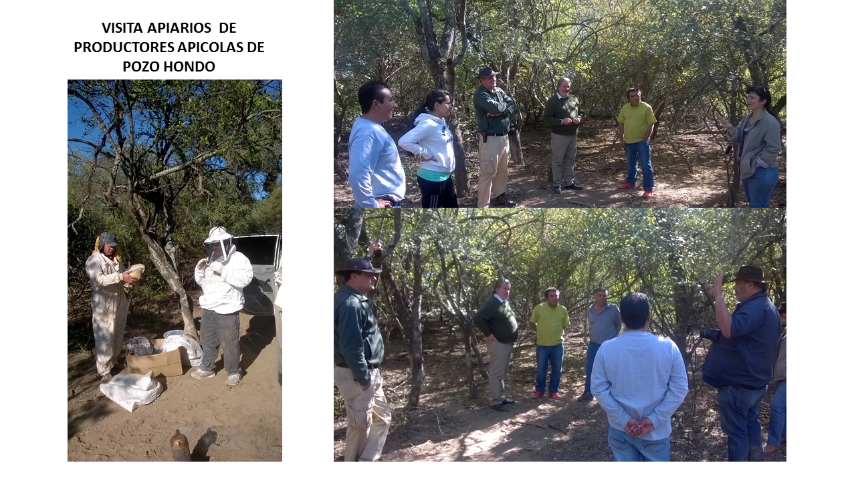 VISITA APIARIOS  DE
PRODUCTORES APICOLAS DE
POZO HONDO